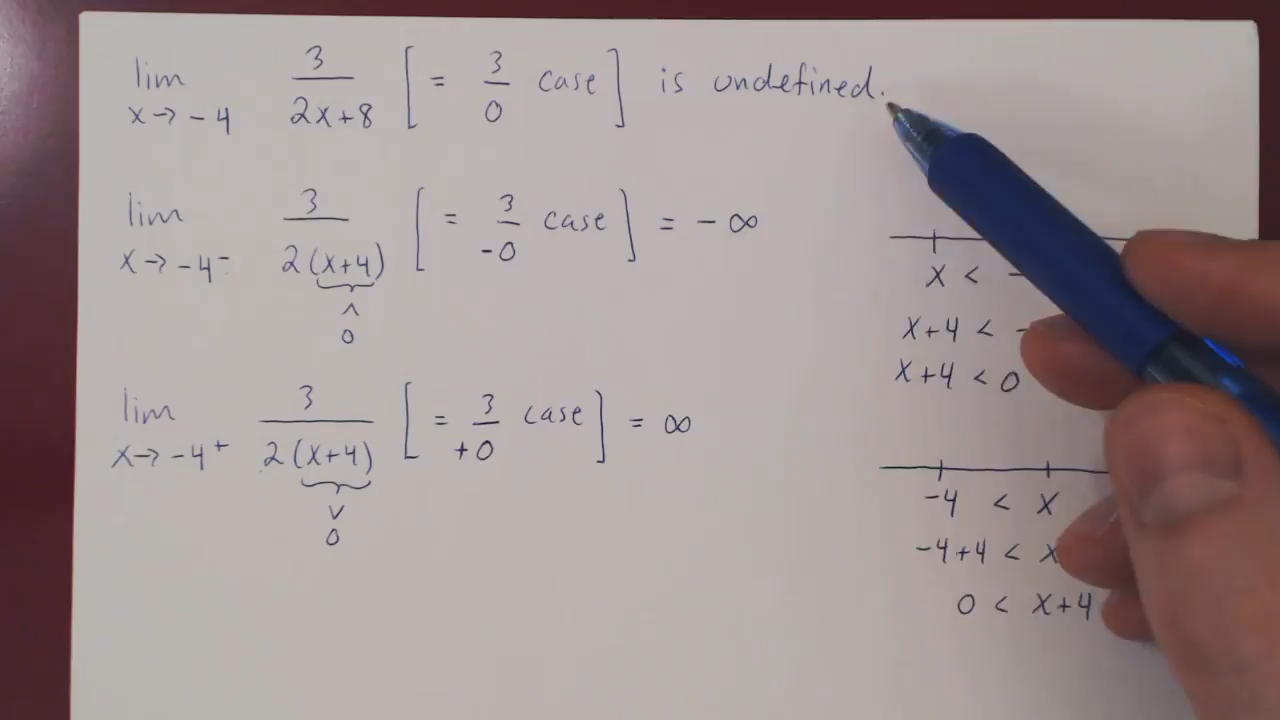 lim x→-4 3/(2x+8) [ = 3/0 case ] is undefined.
lim x→-4⁻ 3/(2(x+4)) [ = 3/-0 case ] = -∞
^
0
lim x→-4⁺ 3/(2(x+4)) [ = 3/+0 case ] = ∞
v
0
x < -
x+4 < -
x+4 < 0
-4 < x
-4+4 < x
0 < x+4